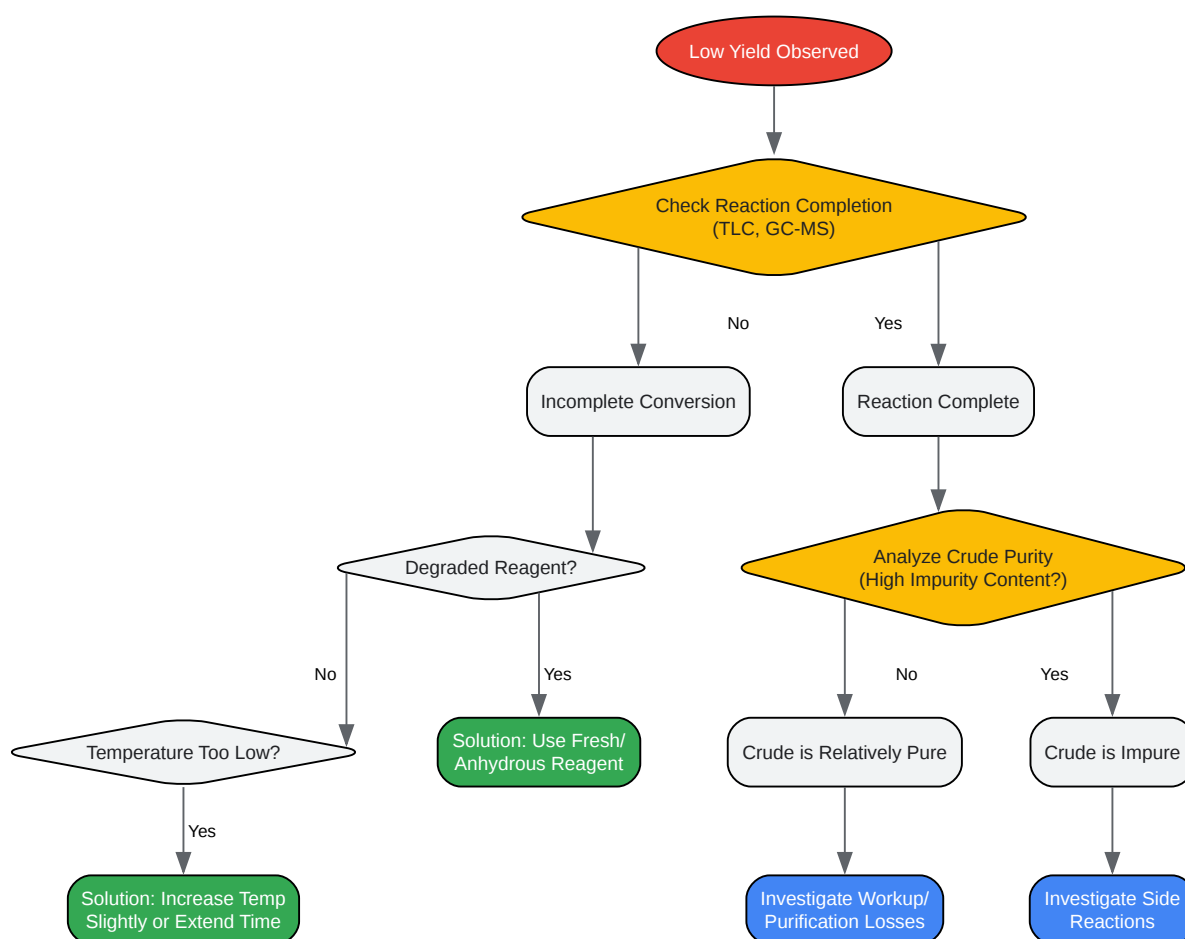 Low Yield Observed
Check Reaction Completion
(TLC, GC-MS)
No
Yes
Incomplete Conversion
Reaction Complete
Degraded Reagent?
Analyze Crude Purity
(High Impurity Content?)
No
Yes
No
Yes
Temperature Too Low?
Solution: Use Fresh/
Anhydrous Reagent
Crude is Relatively Pure
Crude is Impure
Yes
Solution: Increase Temp
Slightly or Extend Time
Investigate Workup/
Purification Losses
Investigate Side
Reactions